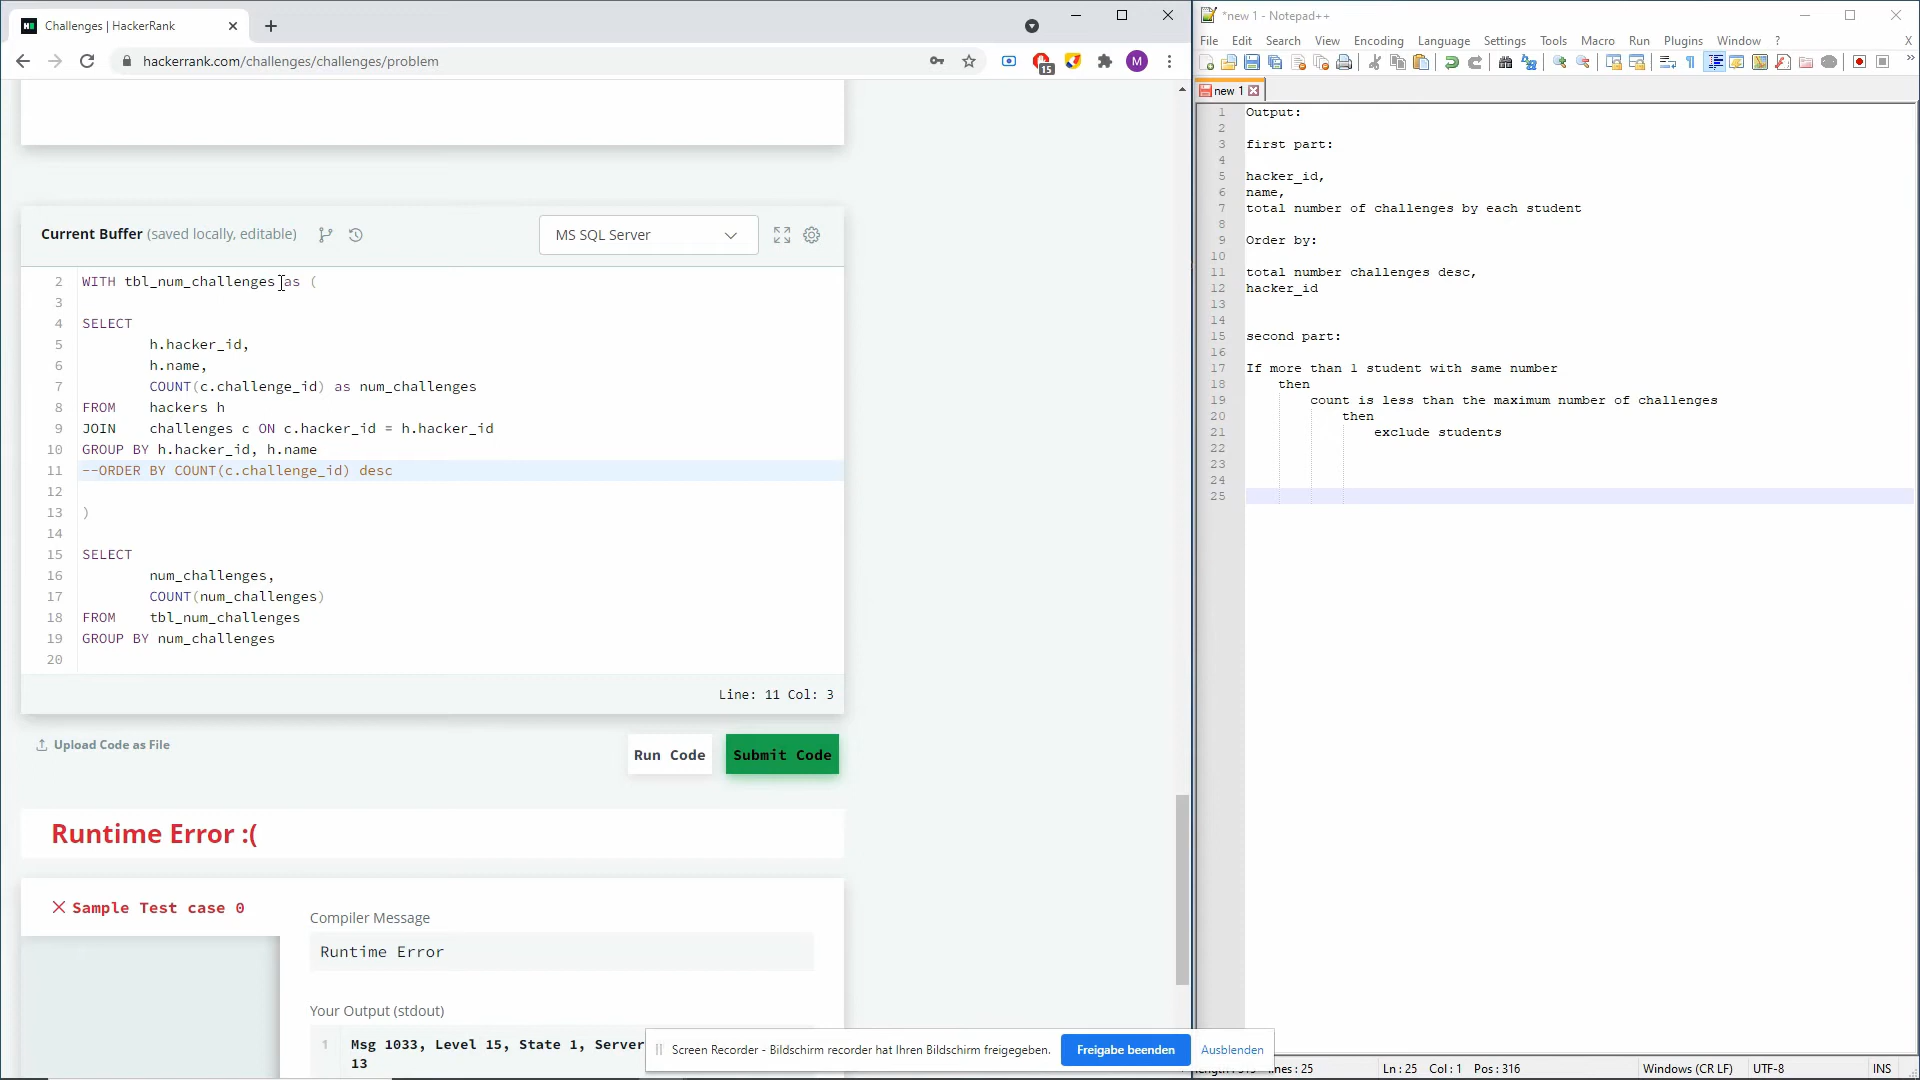 Challenges | HackerRank
hackerrank.com/challenges/challenges/problem
15
M
Current Buffer (saved locally, editable)
MS SQL Server
2 WITH tbl_num_challenges as (
3
4 SELECT
5 h.hacker_id,
6 h.name,
7 COUNT(c.challenge_id) as num_challenges
8 FROM hackers h
9 JOIN challenges c ON c.hacker_id = h.hacker_id
10 GROUP BY h.hacker_id, h.name
11 --ORDER BY COUNT(c.challenge_id) desc
12
13 )
14
15 SELECT
16 num_challenges,
17 COUNT(num_challenges)
18 FROM tbl_num_challenges
19 GROUP BY num_challenges
20
Line: 11 Col: 3
Upload Code as File
Run Code
Submit Code
Runtime Error :(
Sample Test case 0
Compiler Message
Runtime Error
Your Output (stdout)
1 Msg 1033, Level 15, State 1, Server
13
Screen Recorder - Bildschirm recorder hat Ihren Bildschirm freigegeben.
Freigabe beenden
Ausblenden
*new 1 - Notepad++
File Edit Search View Encoding Language Settings Tools Macro Run Plugins Window ? X
new 1
1 Output:
2
3 first part:
4
5 hacker_id,
6 name,
7 total number of challenges by each student
8
9 Order by:
10
11 total number challenges desc,
12 hacker_id
13
14
15 second part:
16
17 If more than 1 student with same number
18 then
19 count is less than the maximum number of challenges
20 then
21 exclude students
22
23
24
25
Ln : 25 Col : 1 Pos : 316
Windows (CR LF)
UTF-8
INS